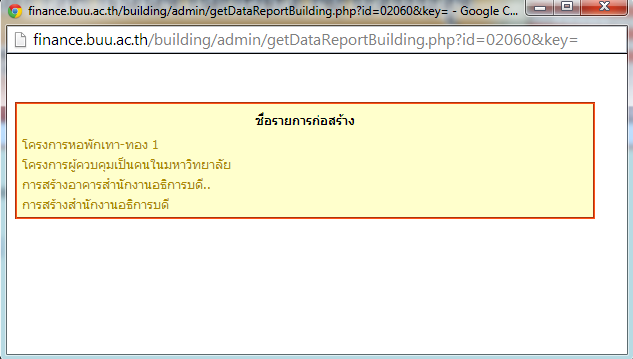 finance.buu.ac.th/building/admin/getDataReportBuilding.php?id=02060&key= - Google C...
finance.buu.ac.th/building/admin/getDataReportBuilding.php?id=02060&key=
ชื่อรายการก่อสร้าง
โครงการหอพักเทา-ทอง 1
โครงการผู้ควบคุมเป็นคนในมหาวิทยาลัย
การสร้างอาคารสำนักงานอธิการบดี..
การสร้างสำนักงานอธิการบดี